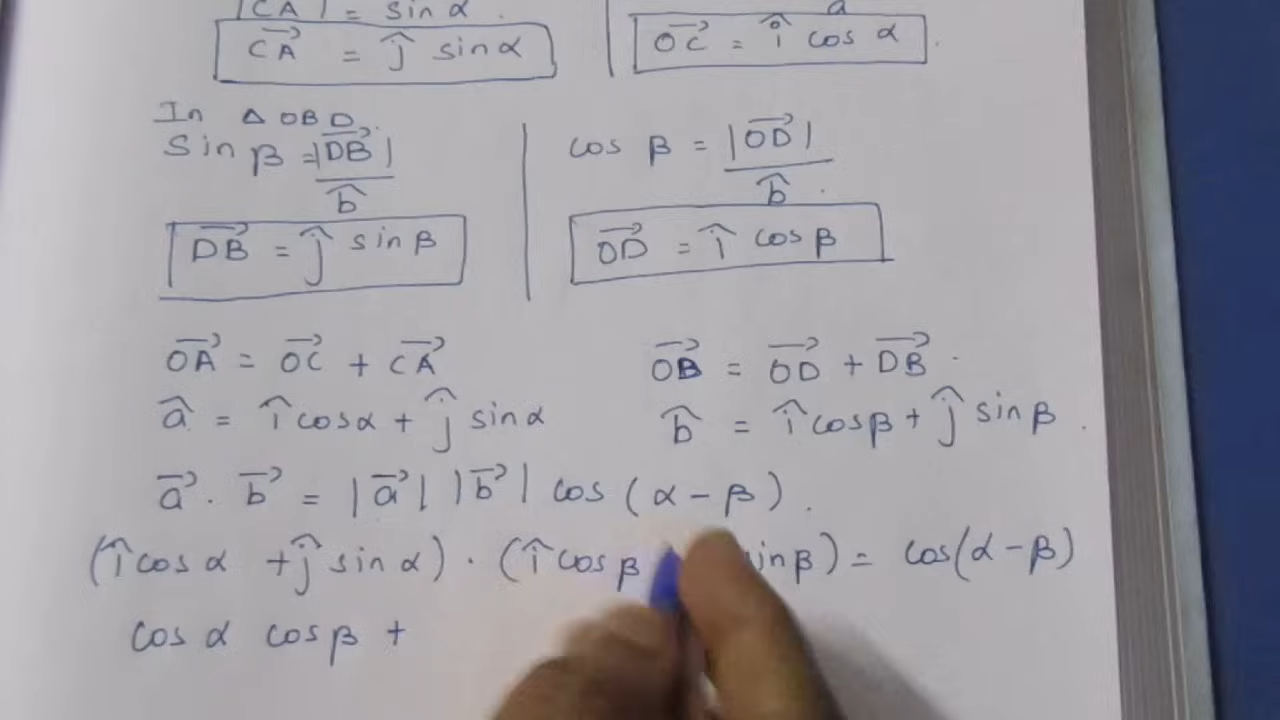 |CA| = sin α.
CA⃗ = ĵ sin α
a
OC⃗ = î cos α.
In Δ OBD.
Sin β = |DB⃗| / b̂
cos β = |OD⃗| / b̂.
DB⃗ = ĵ sin β
OD⃗ = î cos β
OA⃗ = OC⃗ + CA⃗
OB⃗ = OD⃗ + DB⃗.
â = î cos α + ĵ sin α
b̂ = î cos β + ĵ sin β.
a⃗ . b⃗ = |a⃗| |b⃗| cos (α - β).
(î cos α + ĵ sin α) . (î cos β inβ) = cos(α - β)
cos α cos β +